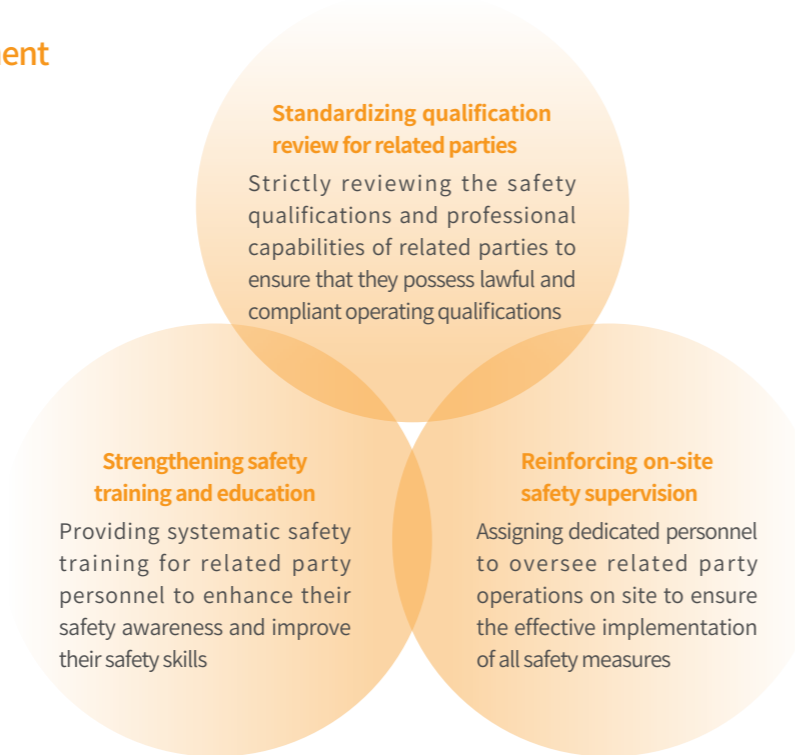 Standardizing qualification
review for related parties
Strictly reviewing the safety
qualifications and professional
capabilities of related parties to
ensure that they possess lawful and
compliant operating qualifications
Strengthening safety
training and education
Providing systematic safety
training for related party
personnel to enhance their
safety awareness and improve
their safety skills
Reinforcing on-site
safety supervision
Assigning dedicated personnel
to oversee related party
operations on site to ensure
the effective implementation
of all safety measures